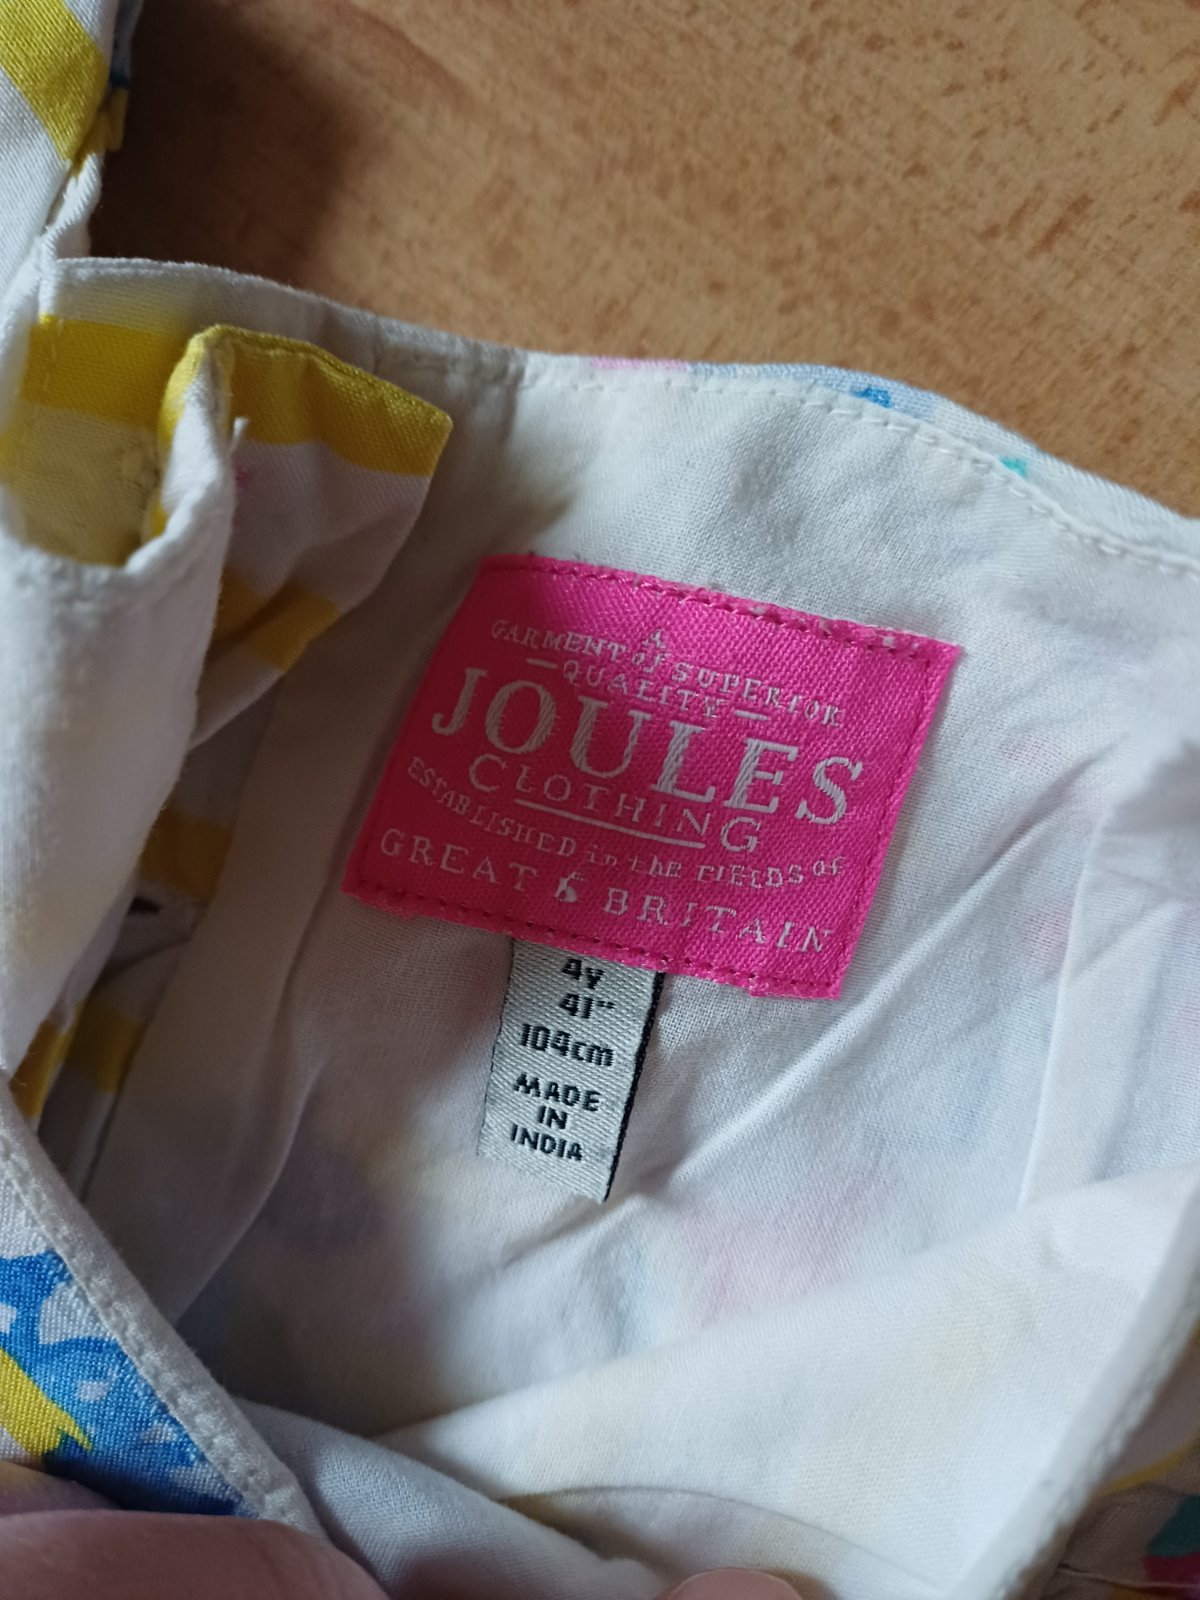 A
GARMENT of SUPERIOR
QUALITY
JOULES
CLOTHING
ESTABLISHED in the FIELDS of
GREAT BRITAIN
4y
41"
104cm
MADE
IN
INDIA